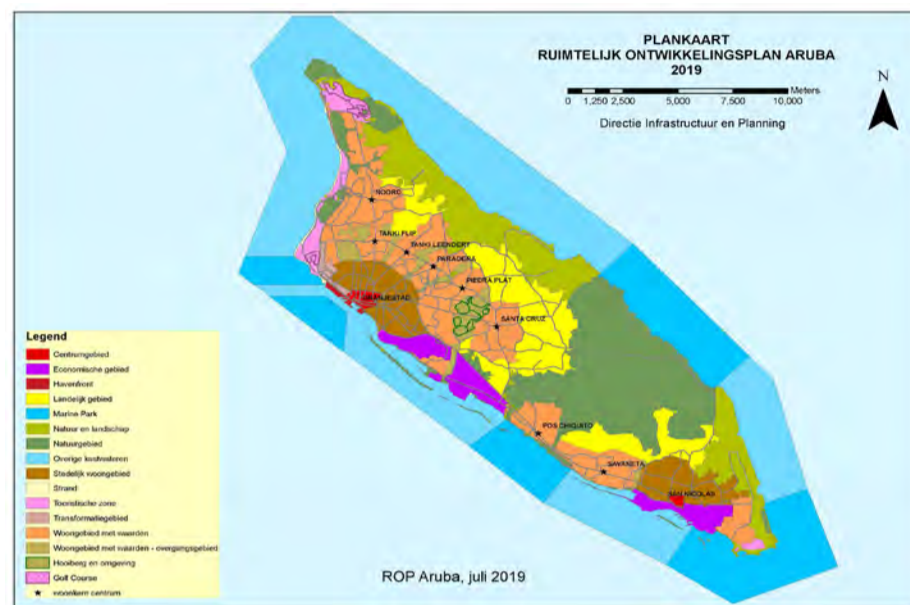 PLANKAART
RUIMTELIJK ONTWIKKELINGSPLAN ARUBA
2019
Meters
0 1,250 2,500 5,000 7,500 10,000
Directie Infrastructuur en Planning
N
NOORD
TANKI FLIP
TANKI LEENDERT
PARADERA
PIEDRA PLAT
ORANJESTAD
SANTA CRUZ
POS CHIQUITO
SAVANETA
SAN NICOLAS
Legend
Centrumgebied
Economische gebied
Havenfront
Landelijk gebied
Marine Park
Natuur en landschap
Natuurgebied
Overige kustwateren
Stedelijk woongebied
Strand
Toeristische zone
Transformatiegebied
Woongebied met waarden
Woongebied met waarden - overgangsgebied
Hooiberg en omgeving
Golf Course
woonkern centrum
ROP Aruba, juli 2019